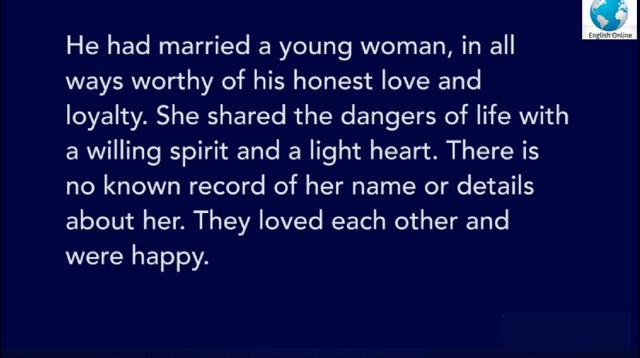 English Online
He had married a young woman, in all
ways worthy of his honest love and
loyalty. She shared the dangers of life with
a willing spirit and a light heart. There is
no known record of her name or details
about her. They loved each other and
were happy.